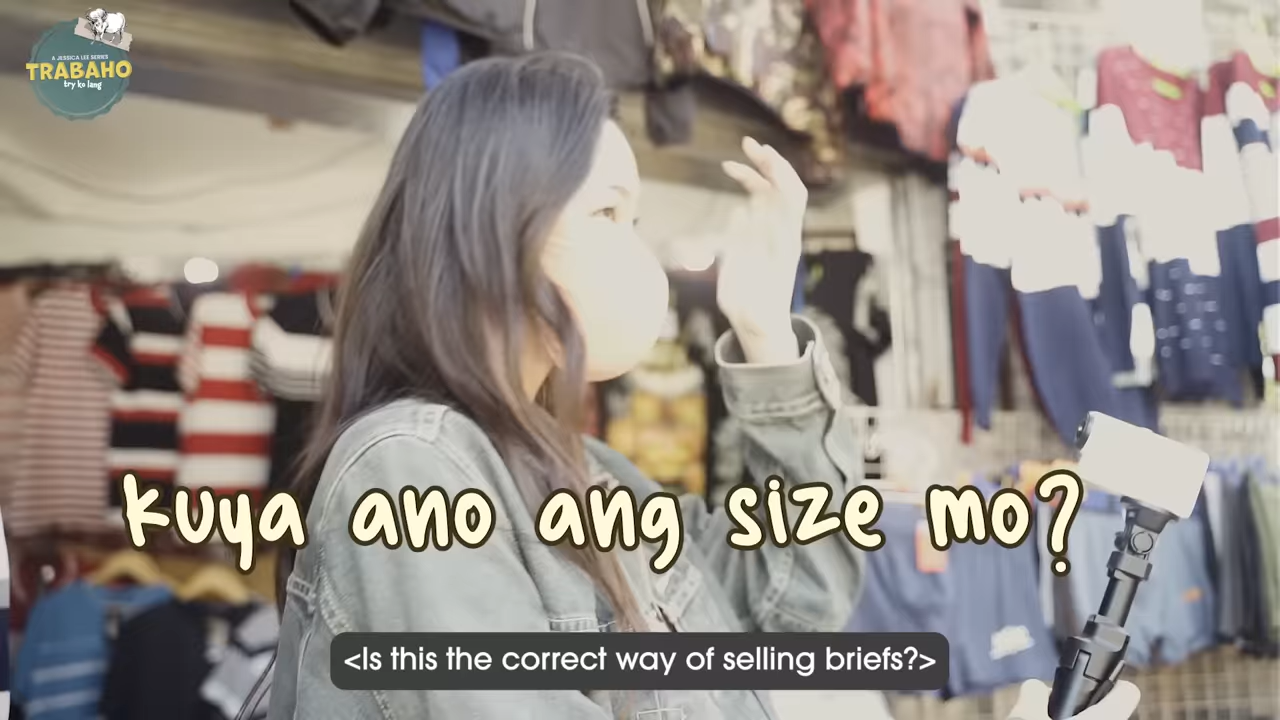 A JESSICA LEE SERIES
TRABAHO
try ko lang
kuya ano ang size mo?
<Is this the correct way of selling briefs?>